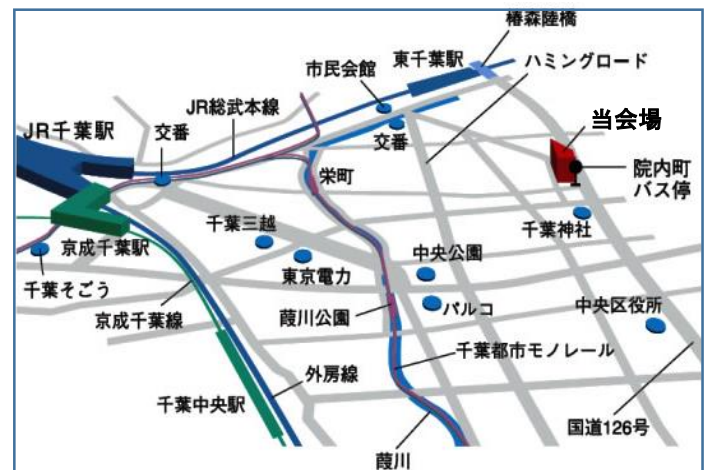 椿森陸橋
東千葉駅
ハミングロード
市民会館
JR総武本線
JR千葉駅
交番
当会場
交番
院内町
バス停
栄町
千葉三越
千葉神社
京成千葉駅
東京電力
中央公園
千葉そごう
葭川公園
パルコ
中央区役所
京成千葉線
千葉都市モノレール
外房線
千葉中央駅
国道126号
葭川